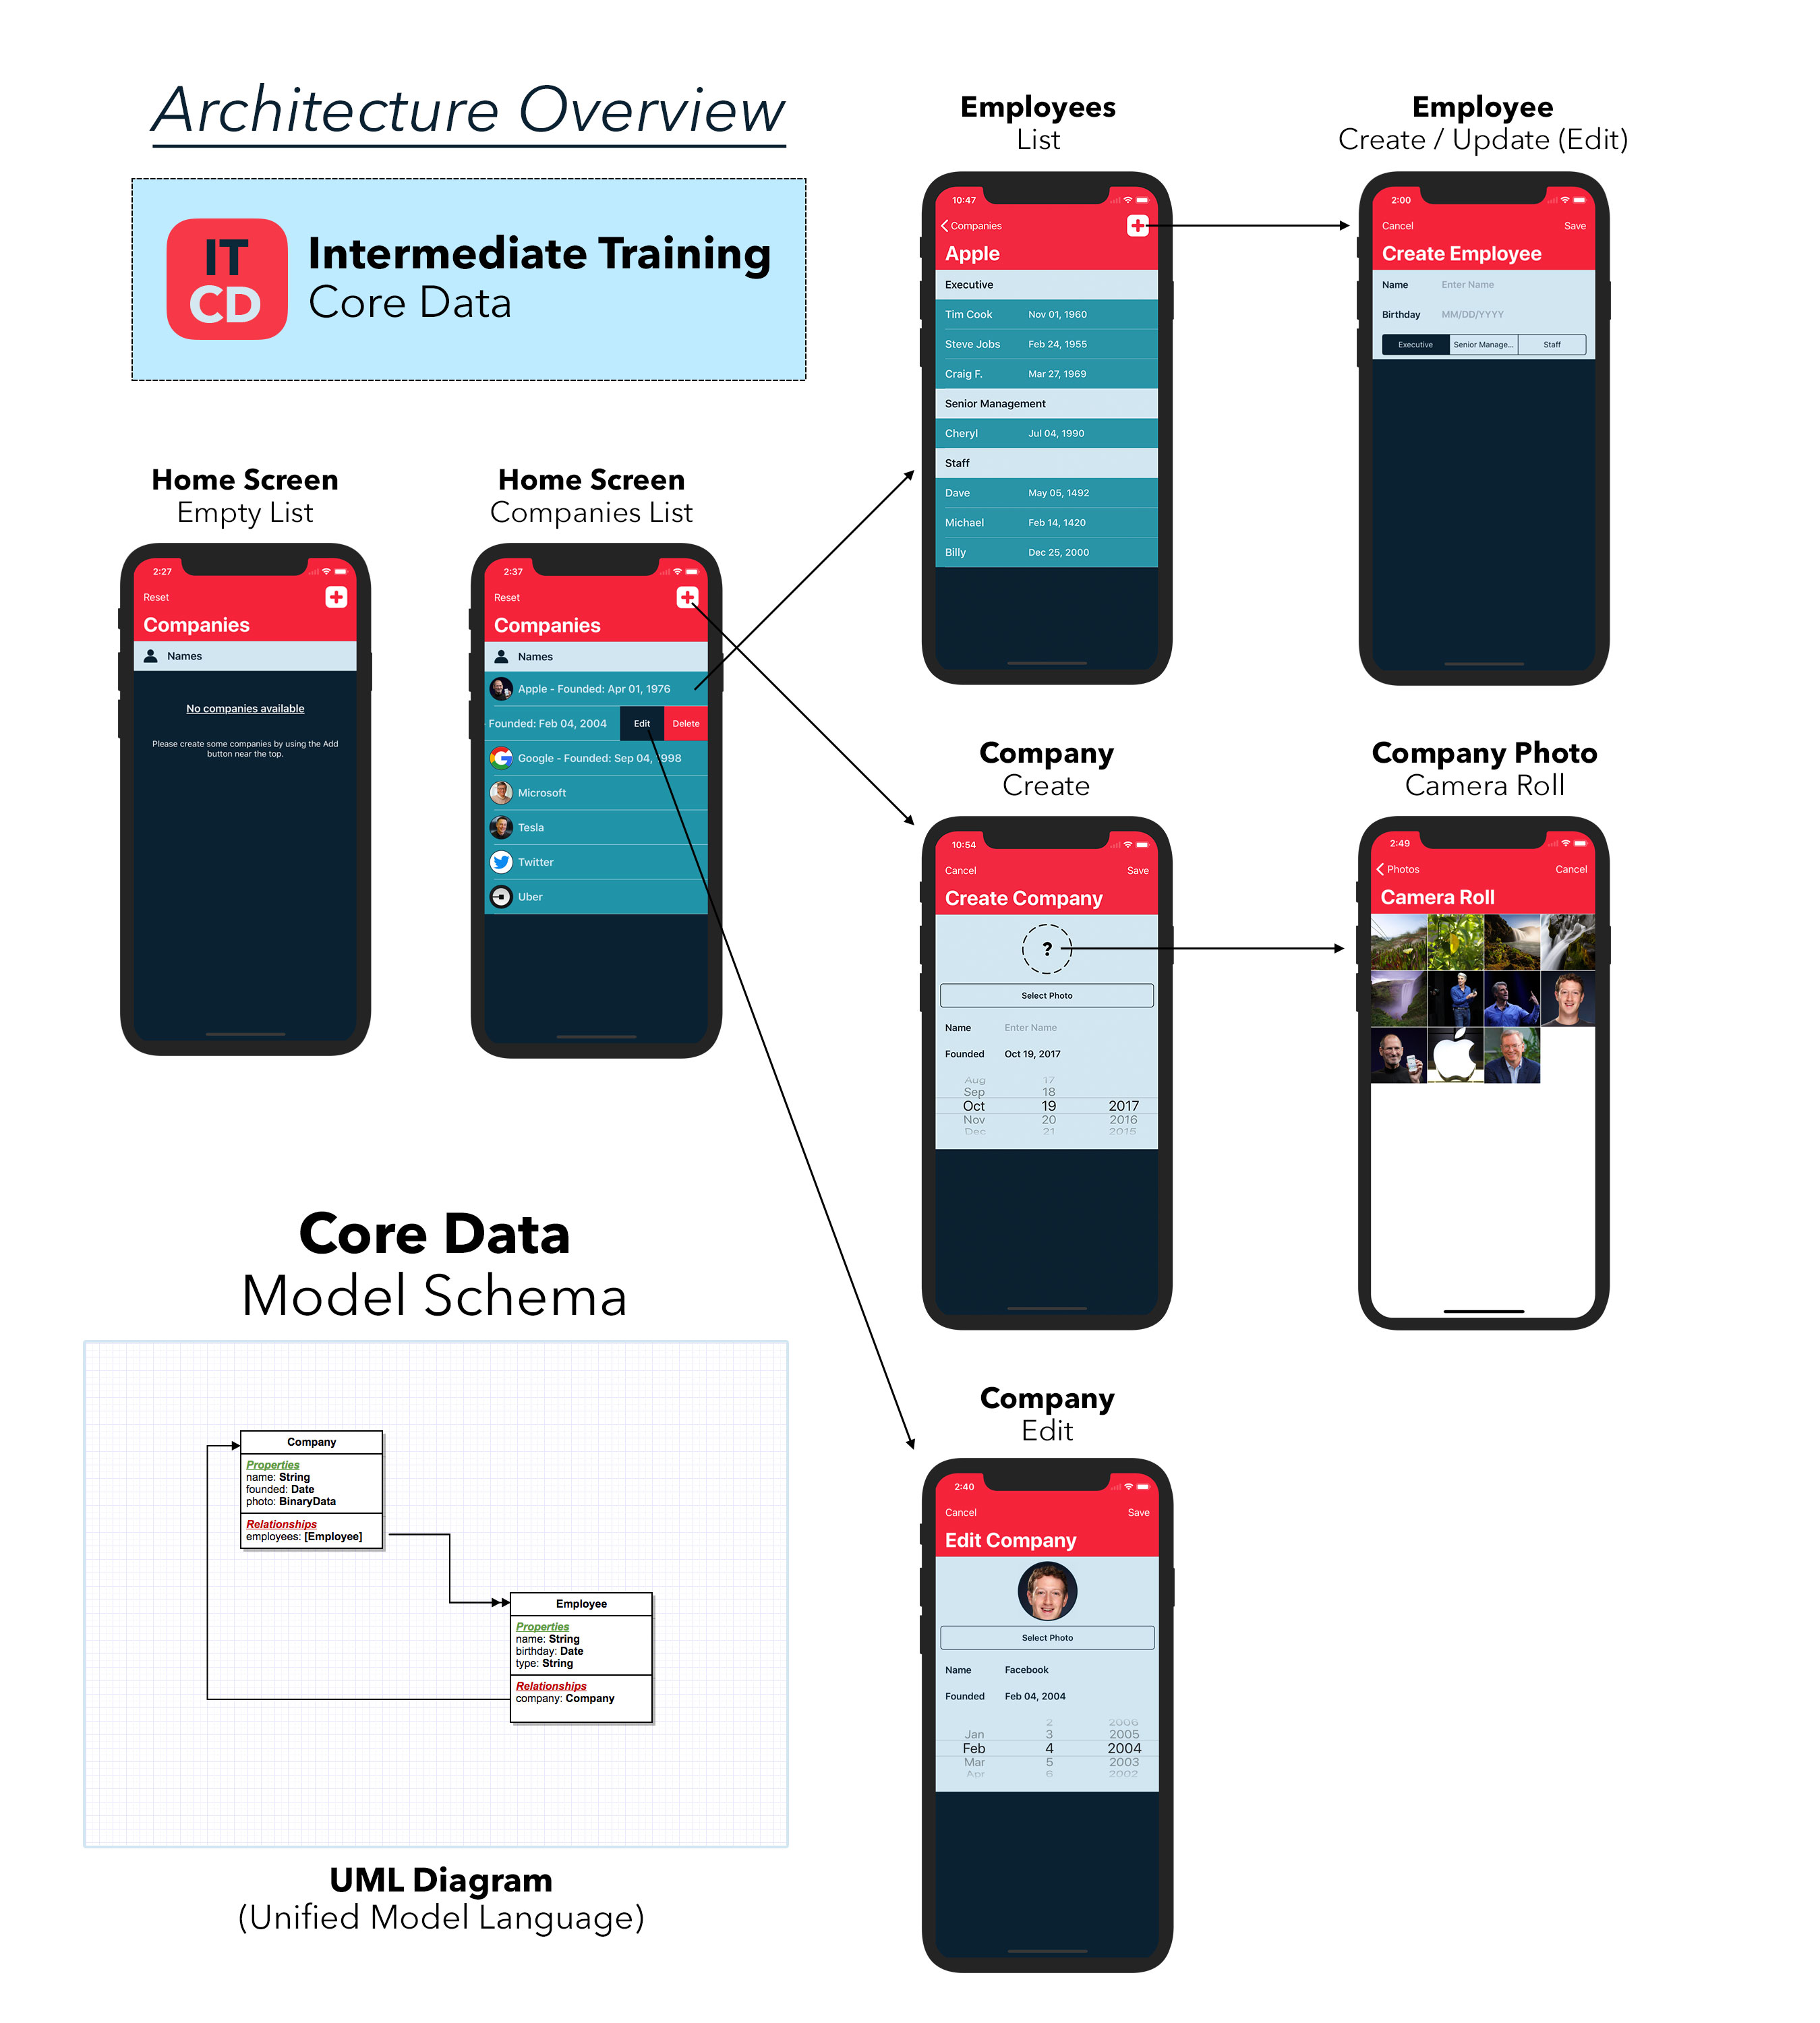 Architecture Overview
IT
CD
Intermediate Training
Core Data
Home Screen
Empty List
2:27
Reset
Companies
Names
No companies available
Please create some companies by using the Add
button near the top.
Home Screen
Companies List
2:37
Reset
Companies
Names
Apple - Founded: Apr 01, 1976
Founded: Feb 04, 2004 Edit Delete
Google - Founded: Sep 04, 1998
Microsoft
Tesla
Twitter
Uber
Employees
List
10:47
Companies
Apple
Executive
Tim Cook Nov 01, 1960
Steve Jobs Feb 24, 1955
Craig F. Mar 27, 1969
Senior Management
Cheryl Jul 04, 1990
Staff
Dave May 05, 1492
Michael Feb 14, 1420
Billy Dec 25, 2000
Employee
Create / Update (Edit)
2:00
Cancel Save
Create Employee
Name Enter Name
Birthday MM/DD/YYYY
Executive Senior Manage... Staff
Company
Create
10:54
Cancel Save
Create Company
?
Select Photo
Name Enter Name
Founded Oct 19, 2017
Aug 17
Sep 18
Oct 19 2017
Nov 20 2016
Dec 21 2015
Company Photo
Camera Roll
2:49
Photos Cancel
Camera Roll
Company
Edit
2:40
Cancel Save
Edit Company
Select Photo
Name Facebook
Founded Feb 04, 2004
2 2006
Jan 3 2005
Feb 4 2004
Mar 5 2003
Apr 6 2002
Core Data
Model Schema
Company
Properties
name: String
founded: Date
photo: BinaryData
Relationships
employees: [Employee]
Employee
Properties
name: String
birthday: Date
type: String
Relationships
company: Company
UML Diagram
(Unified Model Language)